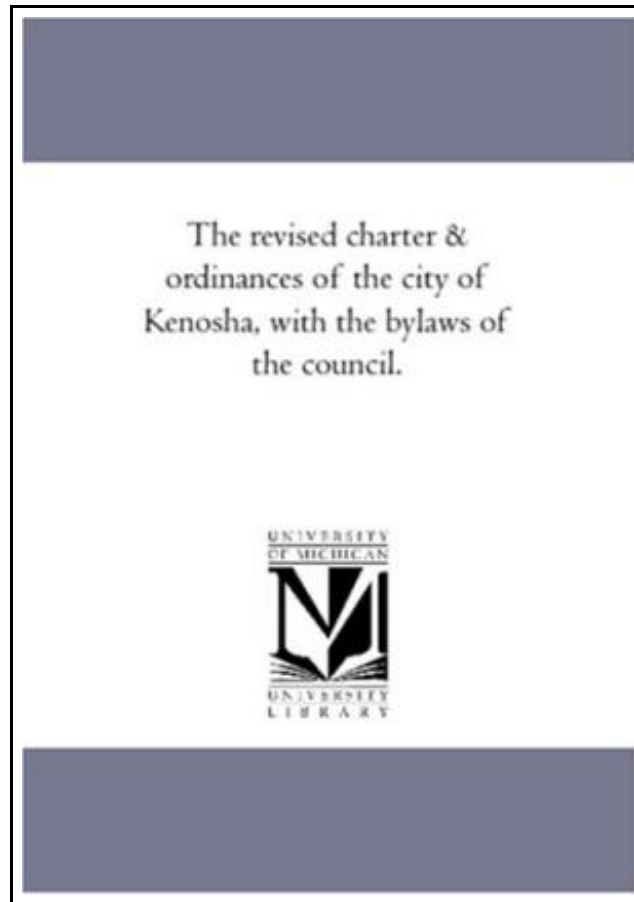 The revised charter &
ordinances of the city of
Kenosha, with the bylaws of
the council.
UNIVERSITY
OF MICHIGAN
UNIVERSITY
LIBRARY